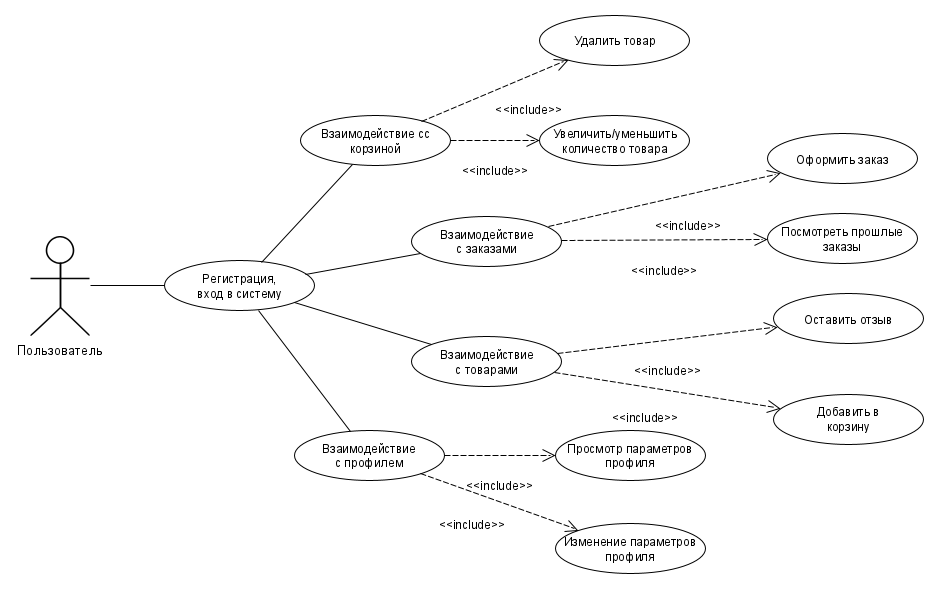 Удалить товар
<<include>>
Взаимодействие сс
корзиной
Увеличить/уменьшить
количество товара
<<include>>
Оформить заказ
<<include>>
Взаимодействие
с заказами
Посмотреть прошлые
заказы
<<include>>
Регистрация,
вход в систему
Пользователь
Оставить отзыв
Взаимодействие
с товарами
<<include>>
<<include>>
Добавить в
корзину
Взаимодействие
с профилем
Просмотр параметров
профиля
<<include>>
<<include>>
Изменение параметров
профиля